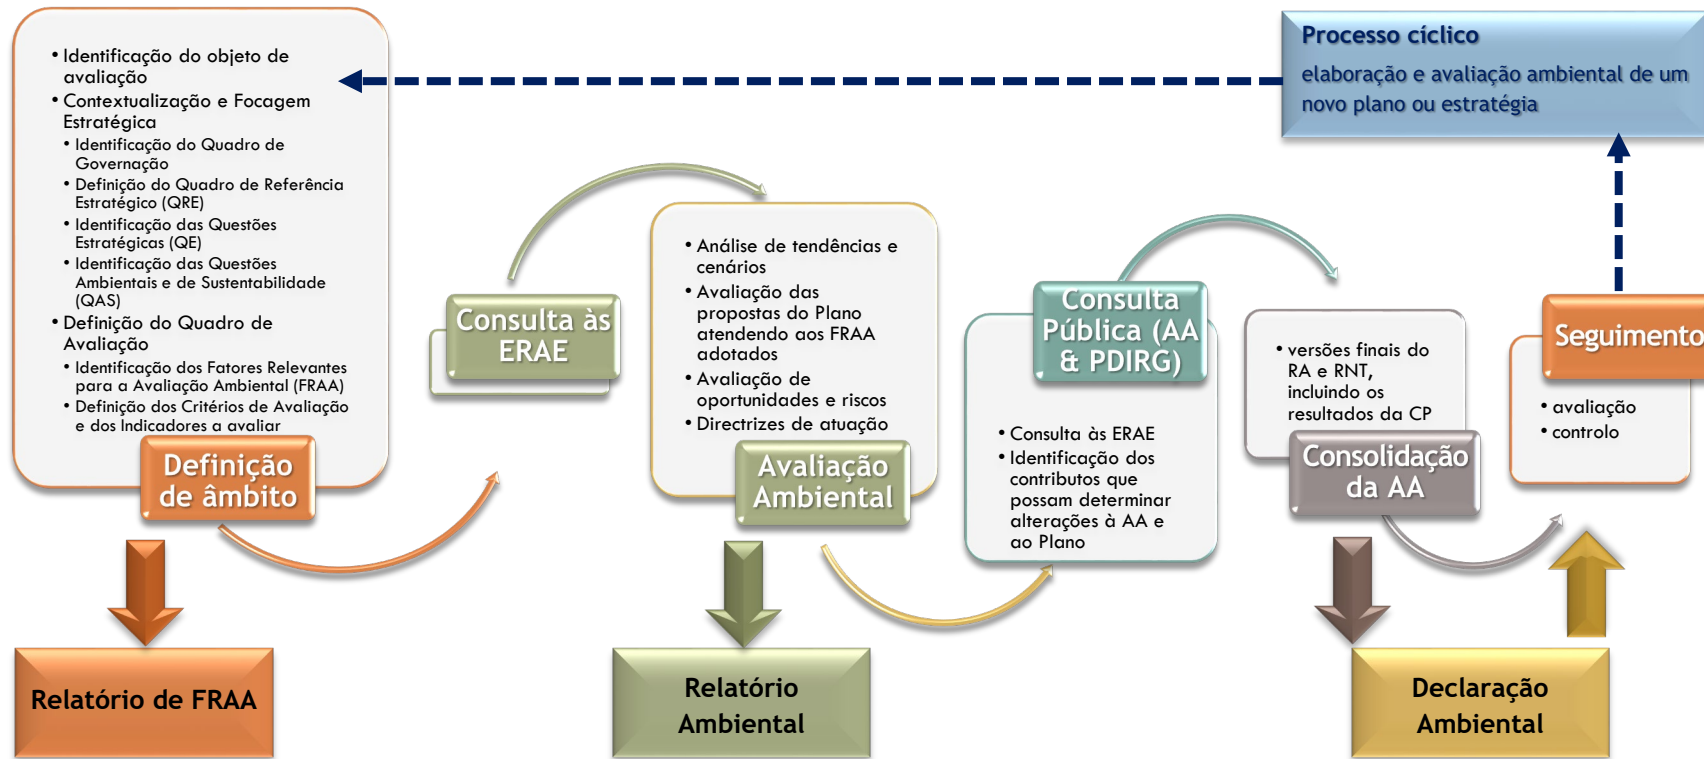 • Identificação do objeto de
avaliação
• Contextualização e Focagem
Estratégica
• Identificação do Quadro de
Governação
• Definição do Quadro de Referência
Estratégico (QRE)
• Identificação das Questões
Estratégicas (QE)
• Identificação das Questões
Ambientais e de Sustentabilidade
(QAS)
• Definição do Quadro de
Avaliação
• Identificação dos Fatores Relevantes
para a Avaliação Ambiental (FRAA)
• Definição dos Critérios de Avaliação
e dos Indicadores a avaliar
Definição
de âmbito
Relatório de FRAA
Consulta às
ERAE
• Análise de tendências e
cenários
• Avaliação das
propostas do Plano
atendendo aos FRAA
adotados
• Avaliação de
oportunidades e riscos
• Directrizes de atuação
Avaliação
Ambiental
Relatório
Ambiental
Consulta
Pública (AA
& PDIRG)
• Consulta às ERAE
• Identificação dos
contributos que
possam determinar
alterações à AA e
ao Plano
• versões finais do
RA e RNT,
incluindo os
resultados da CP
Consolidação
da AA
Declaração
Ambiental
Seguimento
• avaliação
• controlo
Processo cíclico
elaboração e avaliação ambiental de um
novo plano ou estratégia